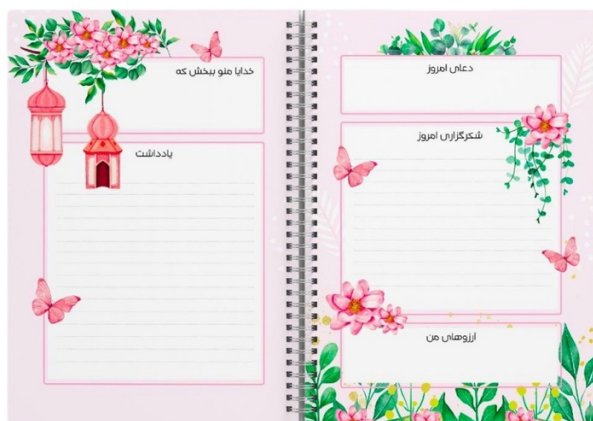 دعای امروز
شکرگزاری امروز
آرزوهای من
خدایا منو ببخش که
یادداشت